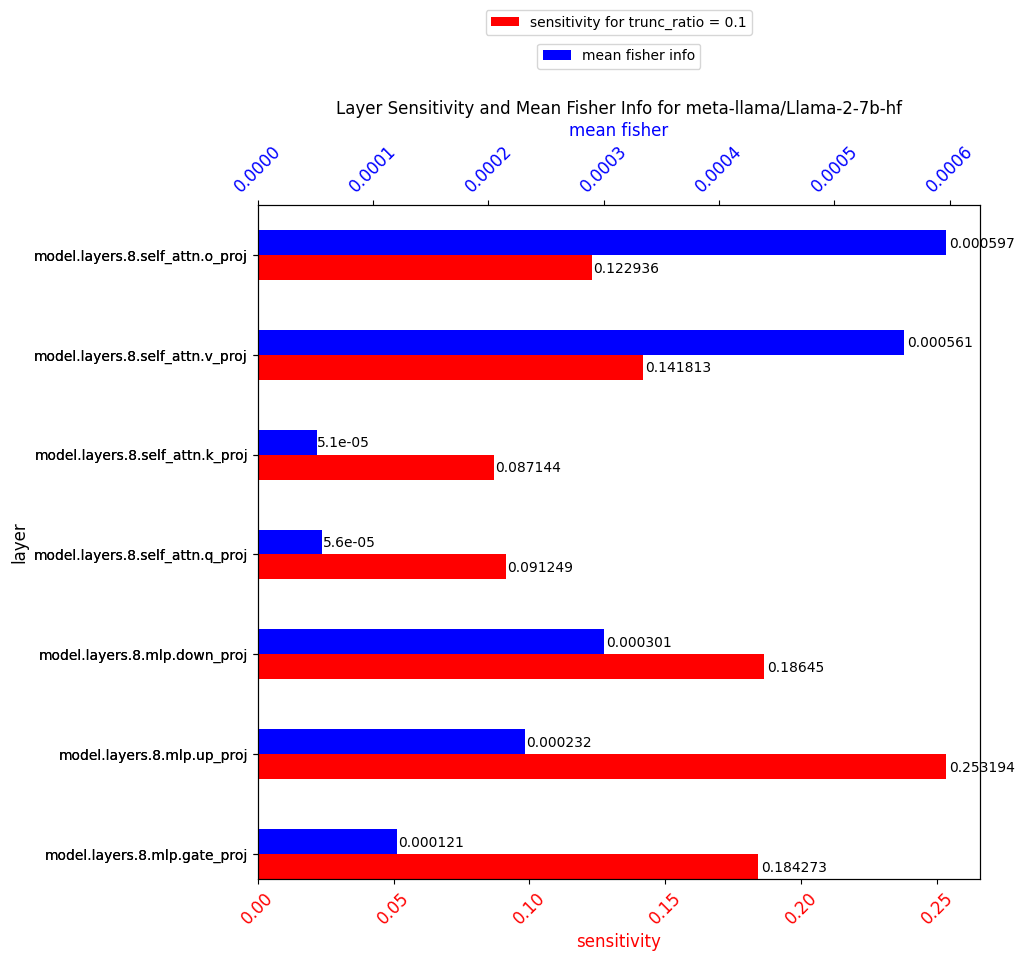 sensitivity for trunc_ratio = 0.1
mean fisher info
Layer Sensitivity and Mean Fisher Info for meta-llama/Llama-2-7b-hf
mean fisher
0.0000 0.0001 0.0002 0.0003 0.0004 0.0005 0.0006
model.layers.8.self_attn.o_proj
0.000597
0.122936
model.layers.8.self_attn.v_proj
0.000561
0.141813
model.layers.8.self_attn.k_proj
5.1e-05
0.087144
model.layers.8.self_attn.q_proj
5.6e-05
0.091249
model.layers.8.mlp.down_proj
0.000301
0.18645
model.layers.8.mlp.up_proj
0.000232
0.253194
model.layers.8.mlp.gate_proj
0.000121
0.184273
layer
0.00 0.05 0.10 0.15 0.20 0.25
sensitivity